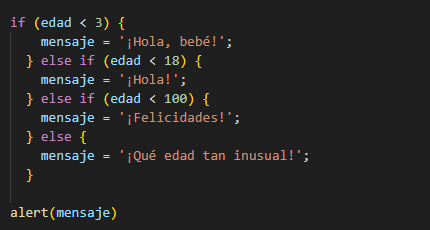 if (edad < 3) {
    mensaje = '¡Hola, bebé!';
  } else if (edad < 18) {
    mensaje = '¡Hola!';
  } else if (edad < 100) {
    mensaje = '¡Felicidades!';
  } else {
    mensaje = '¡Qué edad tan inusual!';
  }

alert(mensaje)